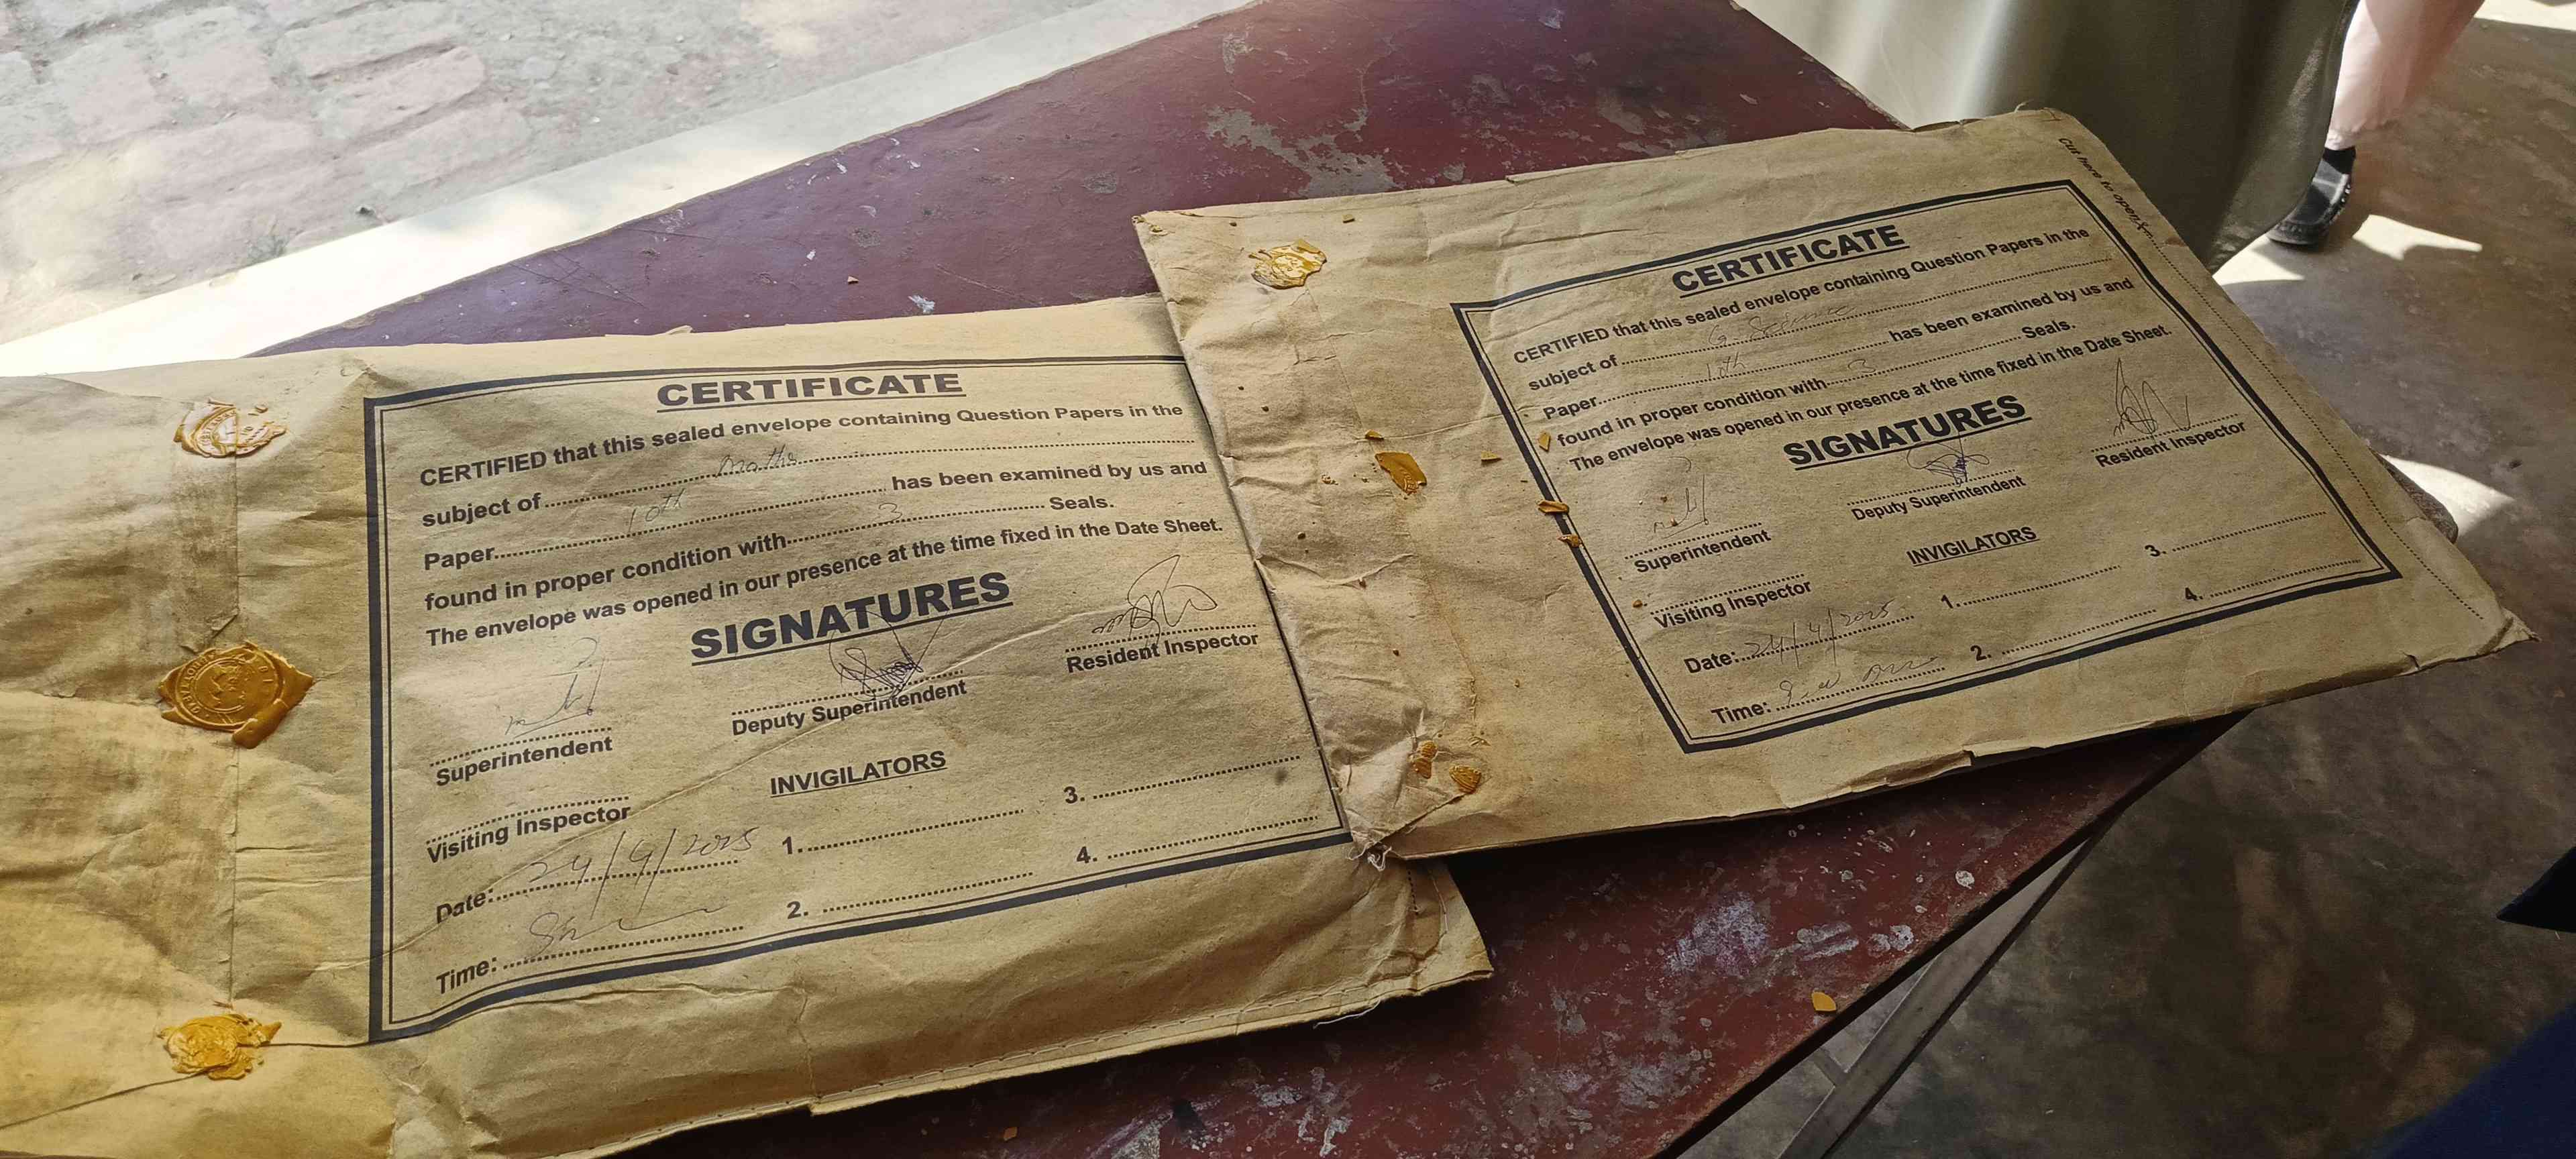 CERTIFICATE
CERTIFIED that this sealed envelope containing Question Papers in the
subject of Maths
Paper 10th has been examined by us and
found in proper condition with 3 Seals.
The envelope was opened in our presence at the time fixed in the Date Sheet.
SIGNATURES
Superintendent
Deputy Superintendent
Resident Inspector
Visiting Inspector
INVIGILATORS
1.
2.
3.
4.
Date: 24/4/2025
Time:
Cut here to open
CERTIFICATE
CERTIFIED that this sealed envelope containing Question Papers in the
subject of G. Science
Paper 10th has been examined by us and
found in proper condition with 3 Seals.
The envelope was opened in our presence at the time fixed in the Date Sheet.
SIGNATURES
Superintendent
Deputy Superintendent
Resident Inspector
Visiting Inspector
INVIGILATORS
1.
2.
3.
4.
Date: 24/4/2025
Time: